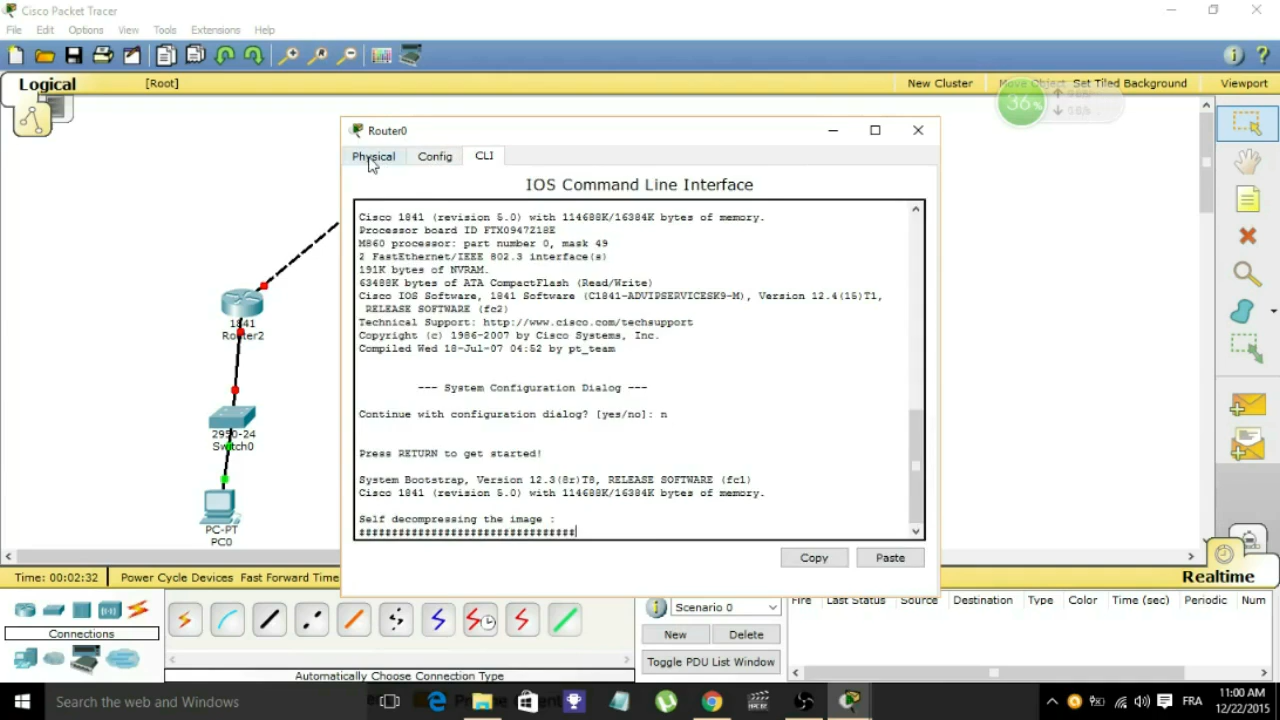 Cisco Packet Tracer
File Edit Options View Tools Extensions Help
Logical [Root] New Cluster Move Object Set Tiled Background Viewport
36%
Router0
Physical Config CLI
IOS Command Line Interface
Cisco 1841 (revision 5.0) with 114688K/16384K bytes of memory.
Processor board ID FTX0947Z18E
M860 processor: part number 0, mask 49
2 FastEthernet/IEEE 802.3 interface(s)
191K bytes of NVRAM.
63488K bytes of ATA CompactFlash (Read/Write)
Cisco IOS Software, 1841 Software (C1841-ADVIPSERVICESK9-M), Version 12.4(15)T1,
RELEASE SOFTWARE (fc2)
Technical Support: http://www.cisco.com/techsupport
Copyright (c) 1986-2007 by Cisco Systems, Inc.
Compiled Wed 18-Jul-07 04:52 by pt_team
--- System Configuration Dialog ---
Continue with configuration dialog? [yes/no]: n
Press RETURN to get started!
System Bootstrap, Version 12.3(8r)T8, RELEASE SOFTWARE (fc1)
Cisco 1841 (revision 5.0) with 114688K/16384K bytes of memory.
Self decompressing the image :
#################################
Copy Paste
1841
Router2
2950-24
Switch0
PC-PT
PC0
Time: 00:02:32 Power Cycle Devices Fast Forward Time
Realtime
Connections
Automatically Choose Connection Type
Scenario 0
New Delete
Toggle PDU List Window
Fire Last Status Source Destination Type Color Time (sec) Periodic Num
Search the web and Windows
FRA
11:00 AM
12/22/2015